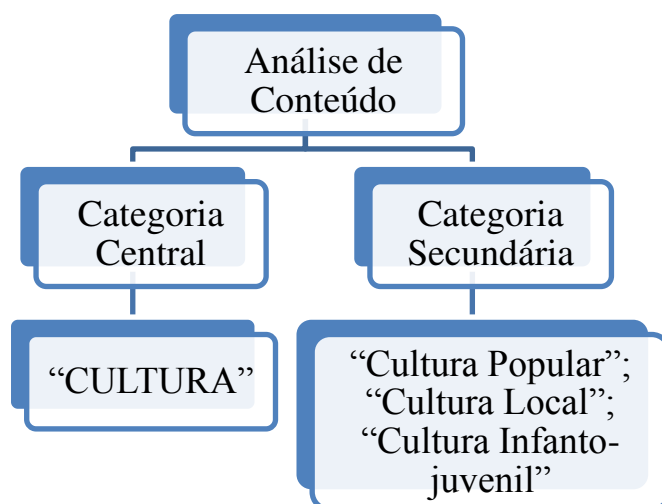 Análise de
Conteúdo
Categoria
Central
Categoria
Secundária
“CULTURA”
“Cultura Popular”;
“Cultura Local”;
“Cultura Infanto-
juvenil”